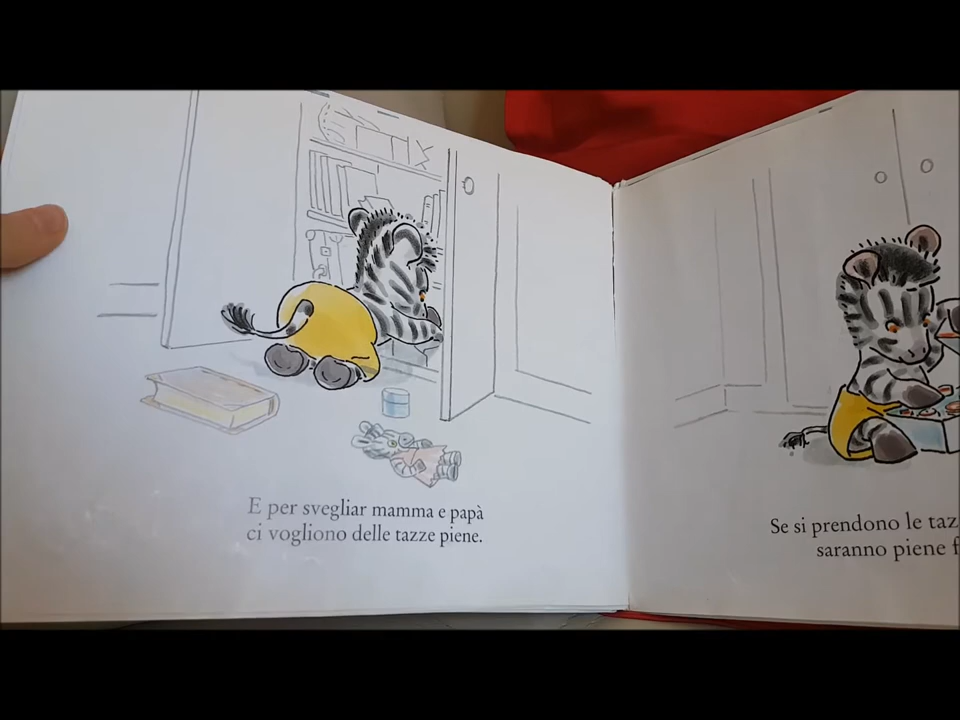 E per svegliar mamma e papà
ci vogliono delle tazze piene.
Se si prendono le taz
saranno piene f